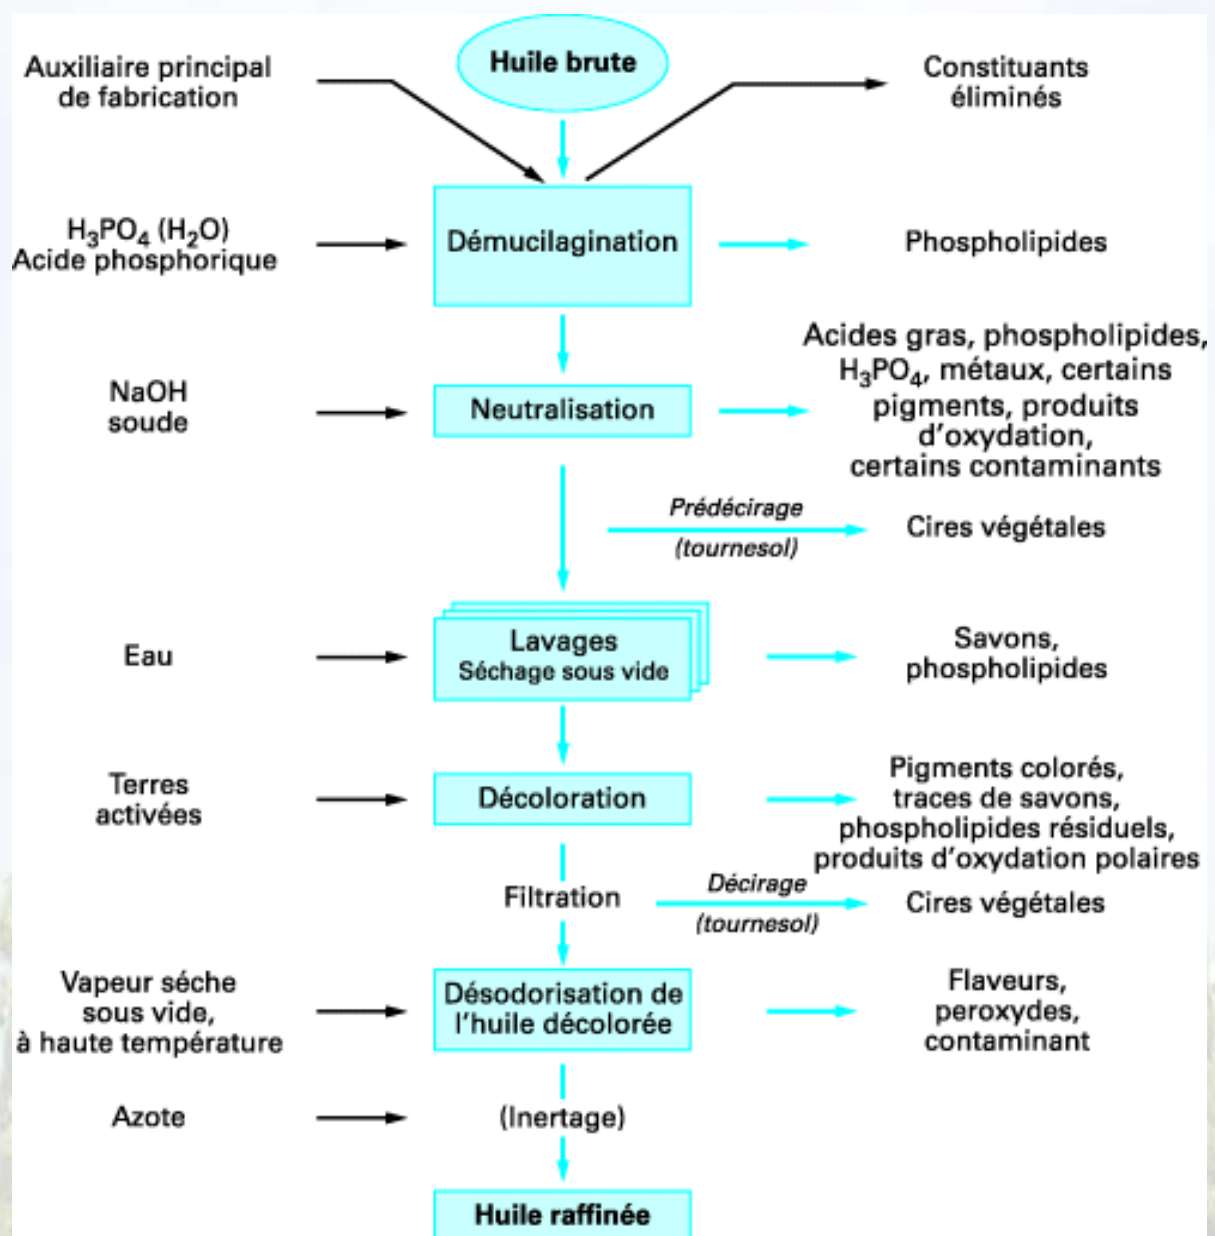 Huile brute
Auxiliaire principal
de fabrication
Constituants
éliminés
H₃PO₄ (H₂O)
Acide phosphorique
Démucilagination
Phospholipides
NaOH
soude
Neutralisation
Acides gras, phospholipides,
H₃PO₄, métaux, certains
pigments, produits
d'oxydation,
certains contaminants
Prédécirage
(tournesol)
Cires végétales
Eau
Lavages
Séchage sous vide
Savons,
phospholipides
Terres
activées
Décoloration
Pigments colorés,
traces de savons,
phospholipides résiduels,
produits d'oxydation polaires
Filtration
Décirage
(tournesol)
Cires végétales
Vapeur séche
sous vide,
à haute température
Désodorisation de
l'huile décolorée
Flaveurs,
peroxydes,
contaminant
Azote
(Inertage)
Huile raffinée